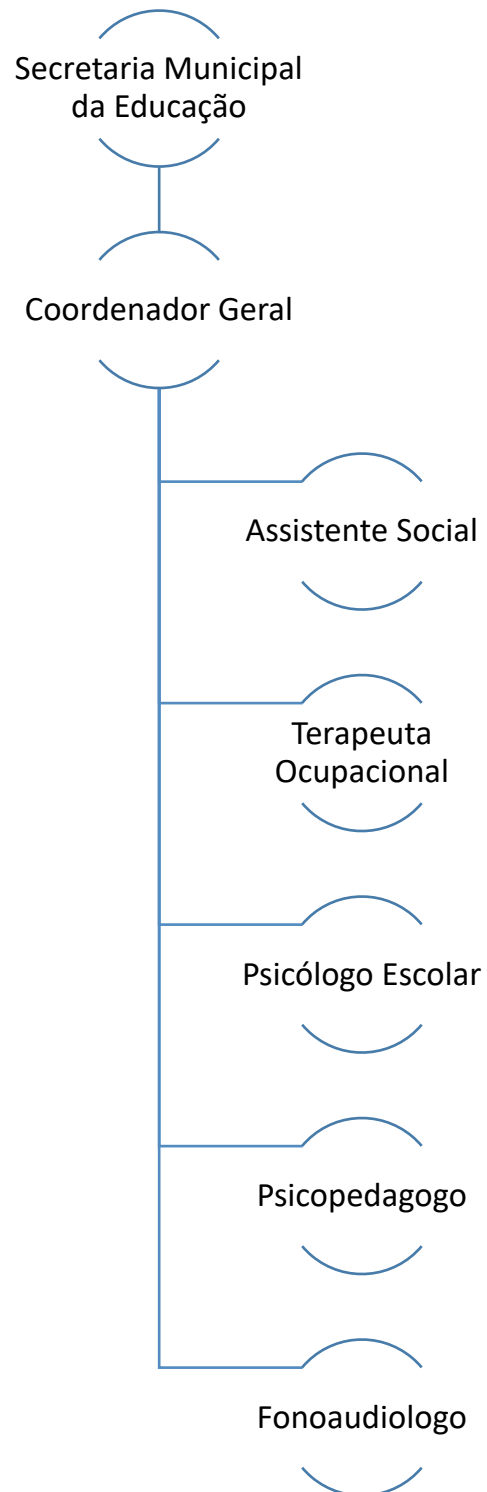 Secretaria Municipal
da Educação
Coordenador Geral
Assistente Social
Terapeuta
Ocupacional
Psicólogo Escolar
Psicopedagogo
Fonoaudiologo